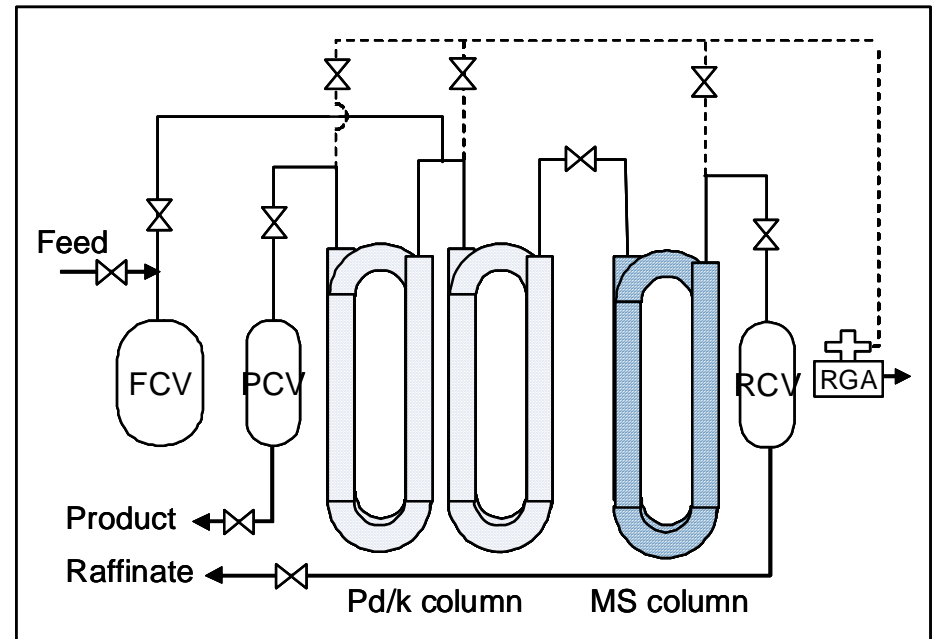 Feed
FCV
PCV
RCV
RGA
Product
Raffinate
Pd/k column
MS column